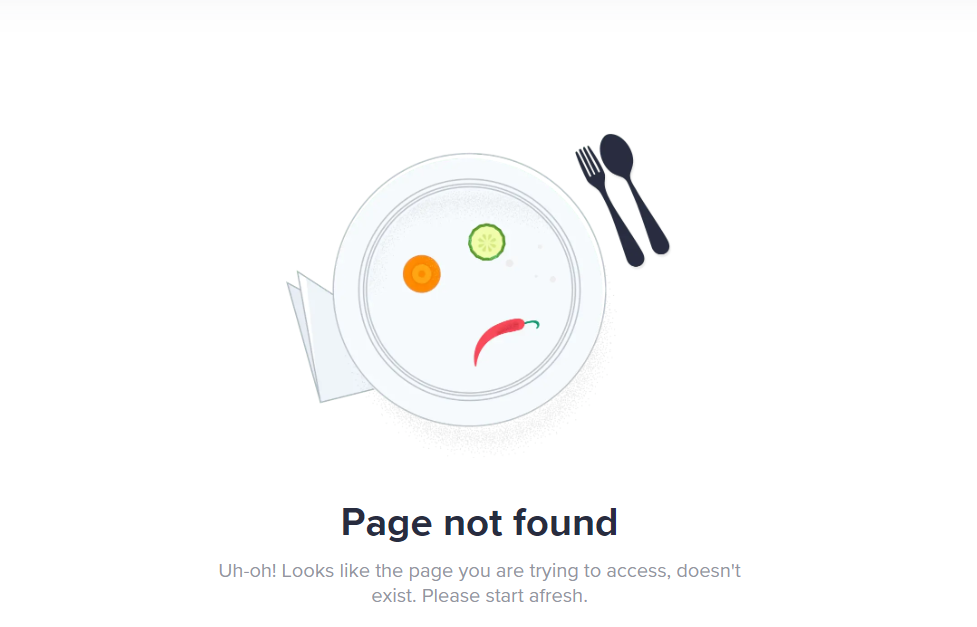 Page not found
Uh-oh! Looks like the page you are trying to access, doesn't
exist. Please start afresh.